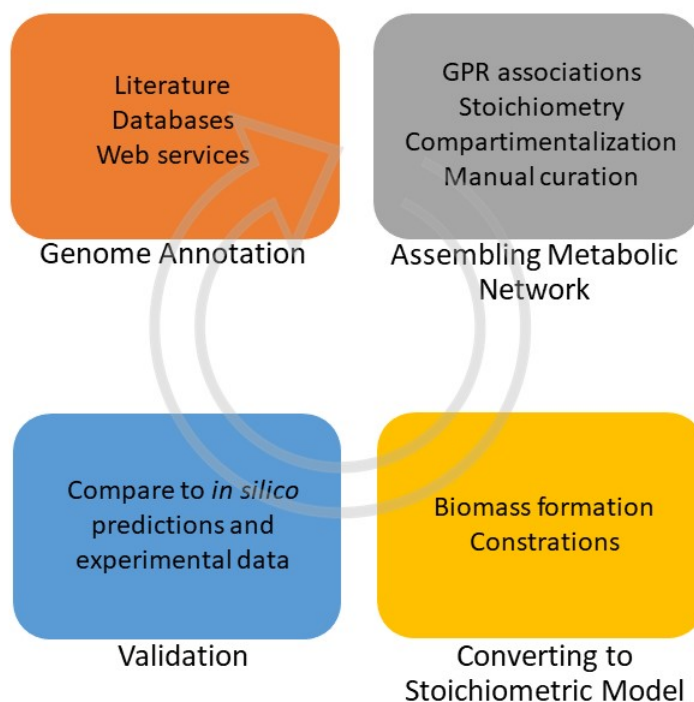 Literature
Databases
Web services
Genome Annotation
GPR associations
Stoichiometry
Compartimentalization
Manual curation
Assembling Metabolic
Network
Compare to in silico
predictions and
experimental data
Validation
Biomass formation
Constrations
Converting to
Stoichiometric Model